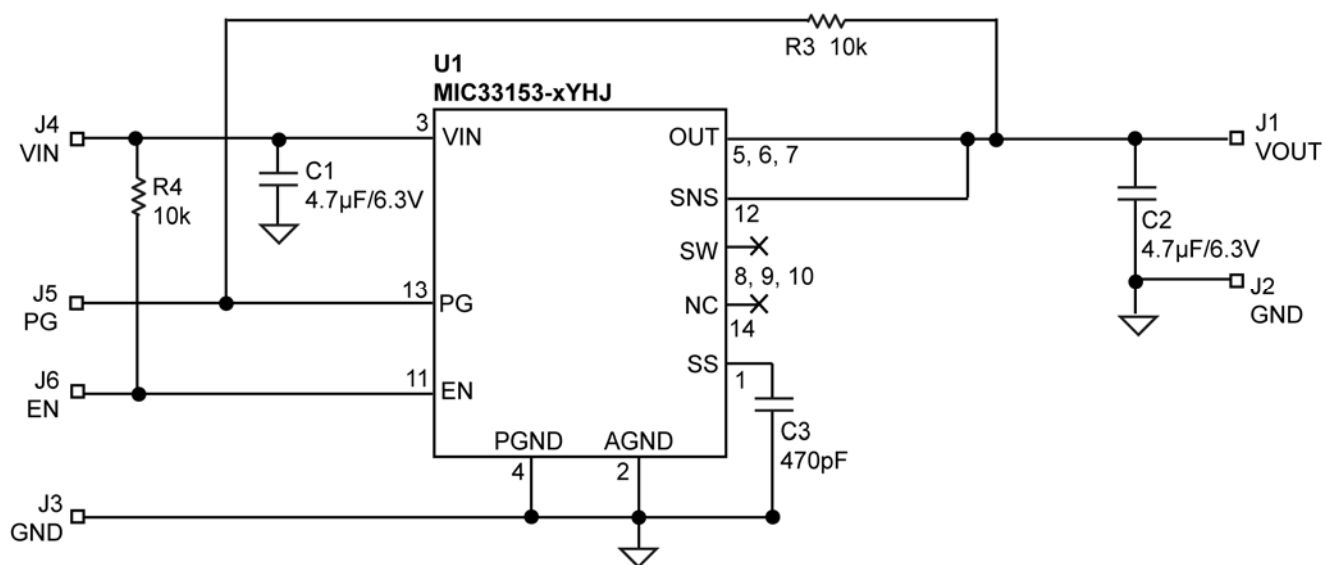 R3 10k
U1
MIC33153-xYHJ
J4
VIN
3
VIN
OUT
5, 6, 7
J1
VOUT
R4
10k
C1
4.7µF/6.3V
SNS
12
C2
4.7µF/6.3V
SW
8, 9, 10
J5
PG
13
PG
NC
14
J2
GND
J6
EN
11
EN
SS
1
C3
470pF
PGND
4
AGND
2
J3
GND